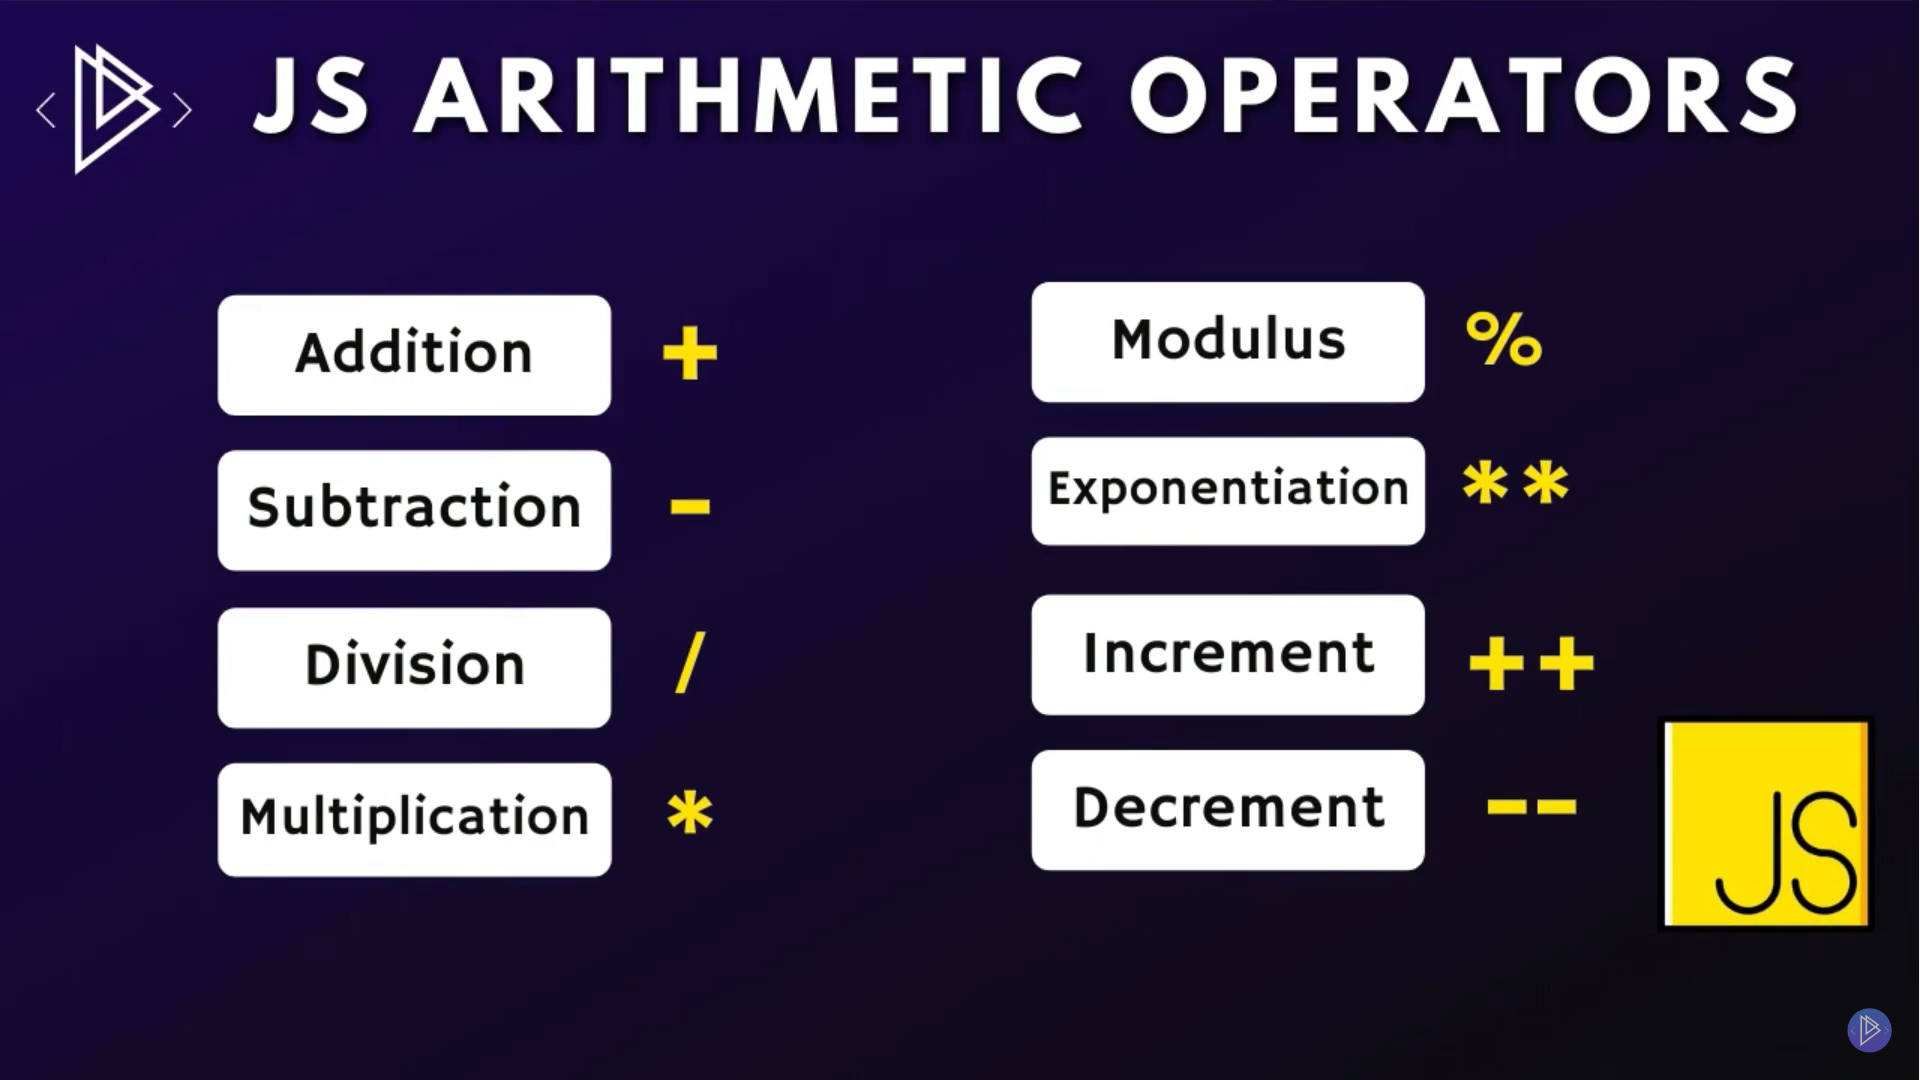 JS ARITHMETIC OPERATORS
Addition +
Subtraction -
Division /
Multiplication *
Modulus %
Exponentiation **
Increment ++
Decrement --
JS